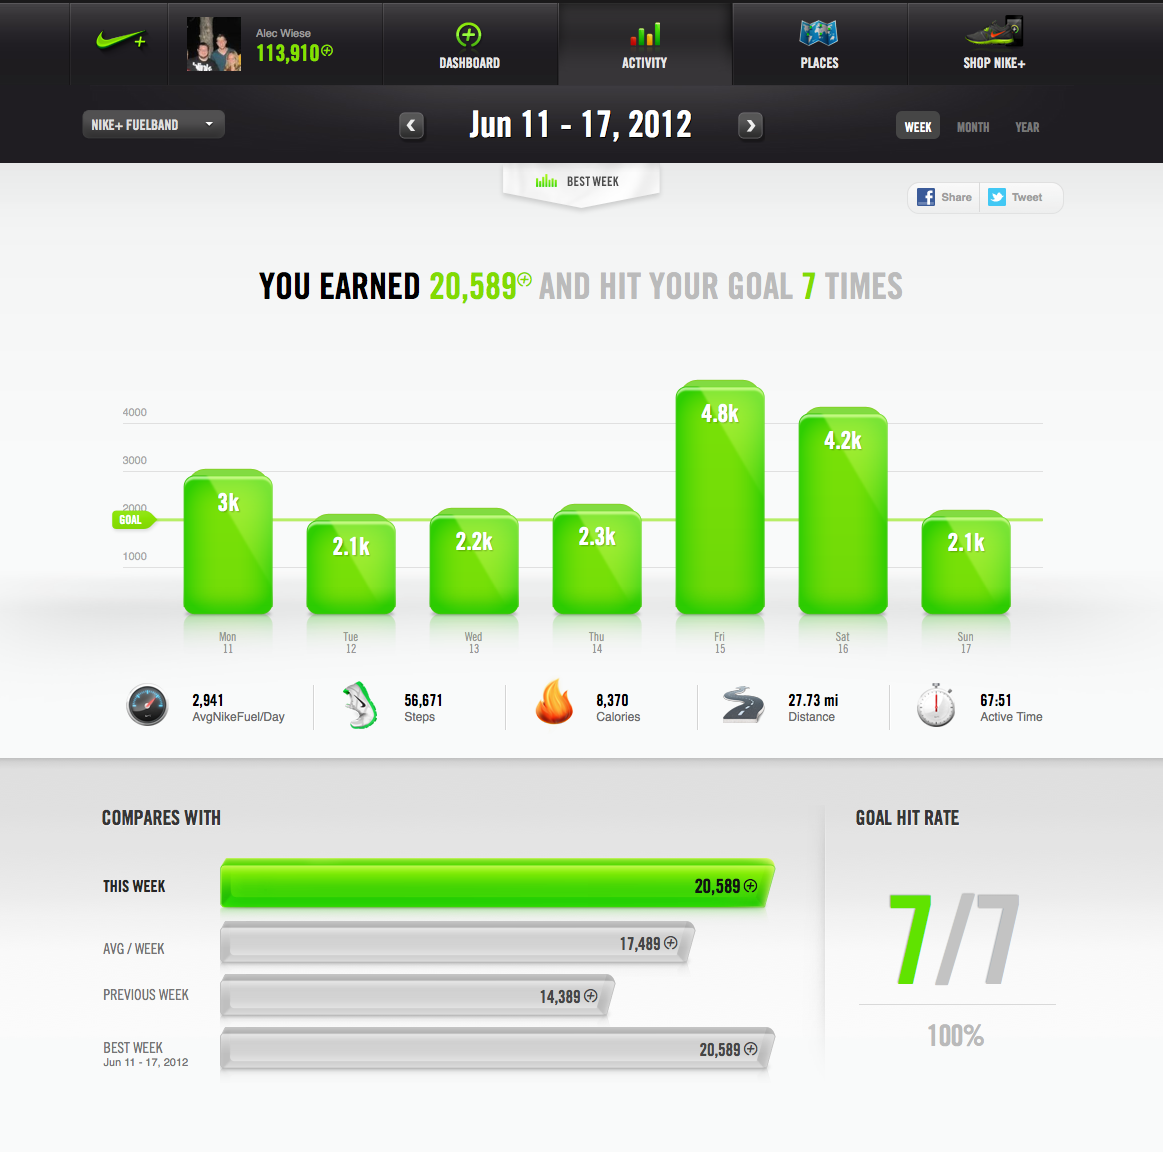 Alec Wiese
113,910
DASHBOARD
ACTIVITY
PLACES
SHOP NIKE+
NIKE+ FUELBAND
Jun 11 - 17, 2012
WEEK
MONTH
YEAR
BEST WEEK
Share
Tweet
YOU EARNED 20,589 AND HIT YOUR GOAL 7 TIMES
4000
3000
2000
GOAL
1000
3k
2.1k
2.2k
2.3k
4.8k
4.2k
2.1k
Mon
11
Tue
12
Wed
13
Thu
14
Fri
15
Sat
16
Sun
17
2,941
AvgNikeFuel/Day
56,671
Steps
8,370
Calories
27.73 mi
Distance
67:51
Active Time
COMPARES WITH
THIS WEEK
20,589
AVG / WEEK
17,489
PREVIOUS WEEK
14,389
BEST WEEK
Jun 11 - 17, 2012
20,589
GOAL HIT RATE
7/7
100%